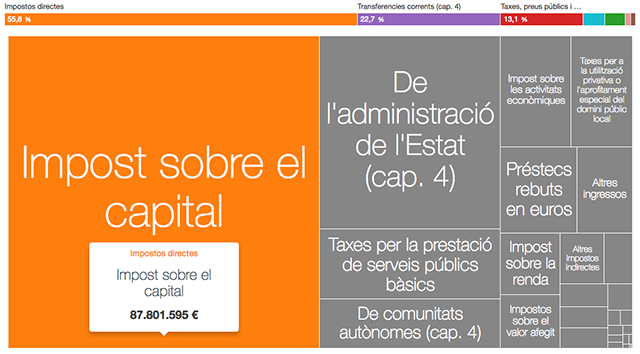 Impostos directes
Transferencies corrents (cap. 4)
Taxes, preus públics i ...
55,8 %
22,7 %
13,1 %
Impost sobre el
capital
Impostos directes
Impost sobre el
capital
87.801.595 €
De
l'administració
de l'Estat
(cap. 4)
Taxes per la prestació
de serveis públics
bàsics
De comunitats
autònomes (cap. 4)
Impost sobre
les activitats
econòmiques
Taxes per a
la utilització
privativa o
l'aprofitament
especial del
domini públic
local
Préstecs
rebuts
en euros
Altres
ingressos
Impost
sobre la
renda
Altres
Impostos
Indirectes
Impostos
sobre el
valor afegit